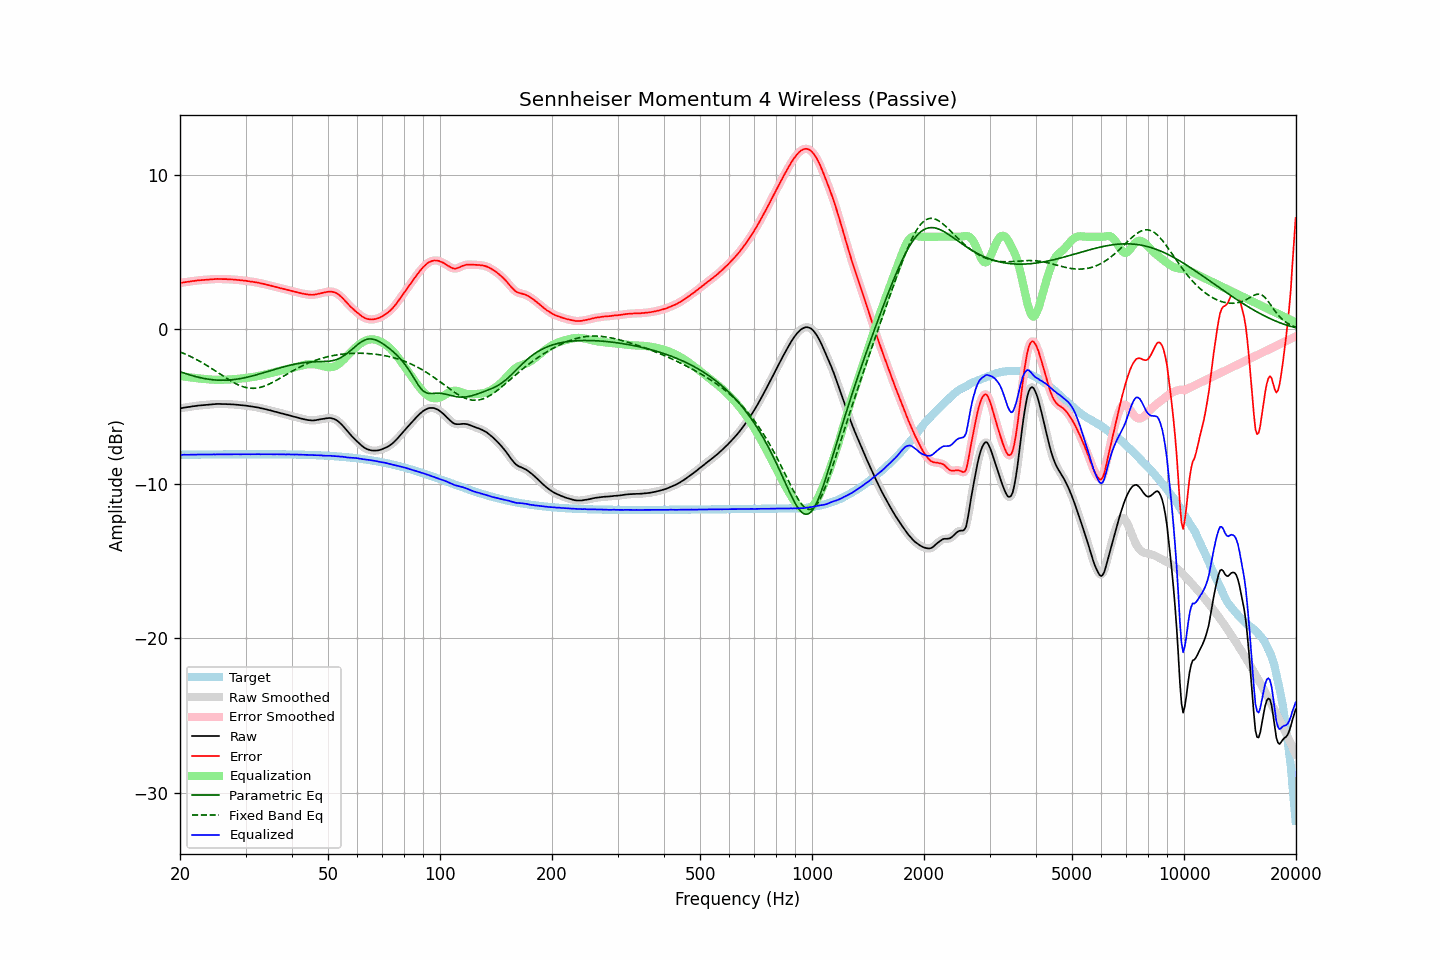 Sennheiser Momentum 4 Wireless (Passive)
Amplitude (dBr)
10
0
−10
−20
−30
Target
Raw Smoothed
Error Smoothed
Raw
Error
Equalization
Parametric Eq
Fixed Band Eq
Equalized
20 50 100 200 500 1000 2000 5000 10000 20000
Frequency (Hz)